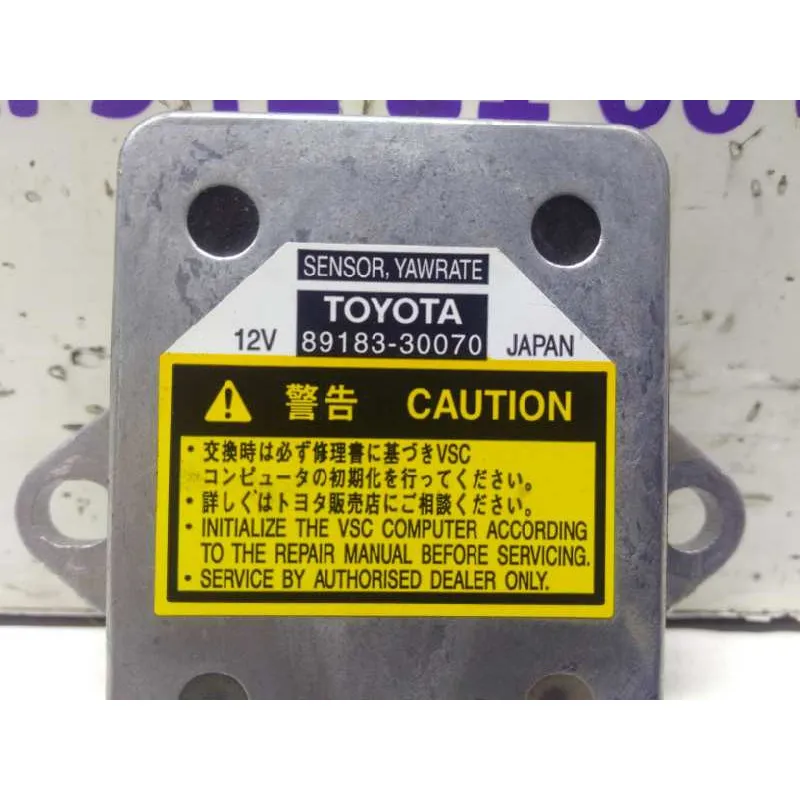 SENSOR, YAWRATE
TOYOTA
12V 89183-30070 JAPAN
警告 CAUTION
・交換時は必ず修理書に基づきVSC
コンピュータの初期化を行ってください。
・詳しくはトヨタ販売店にご相談ください。
・INITIALIZE THE VSC COMPUTER ACCORDING
TO THE REPAIR MANUAL BEFORE SERVICING.
・SERVICE BY AUTHORISED DEALER ONLY.